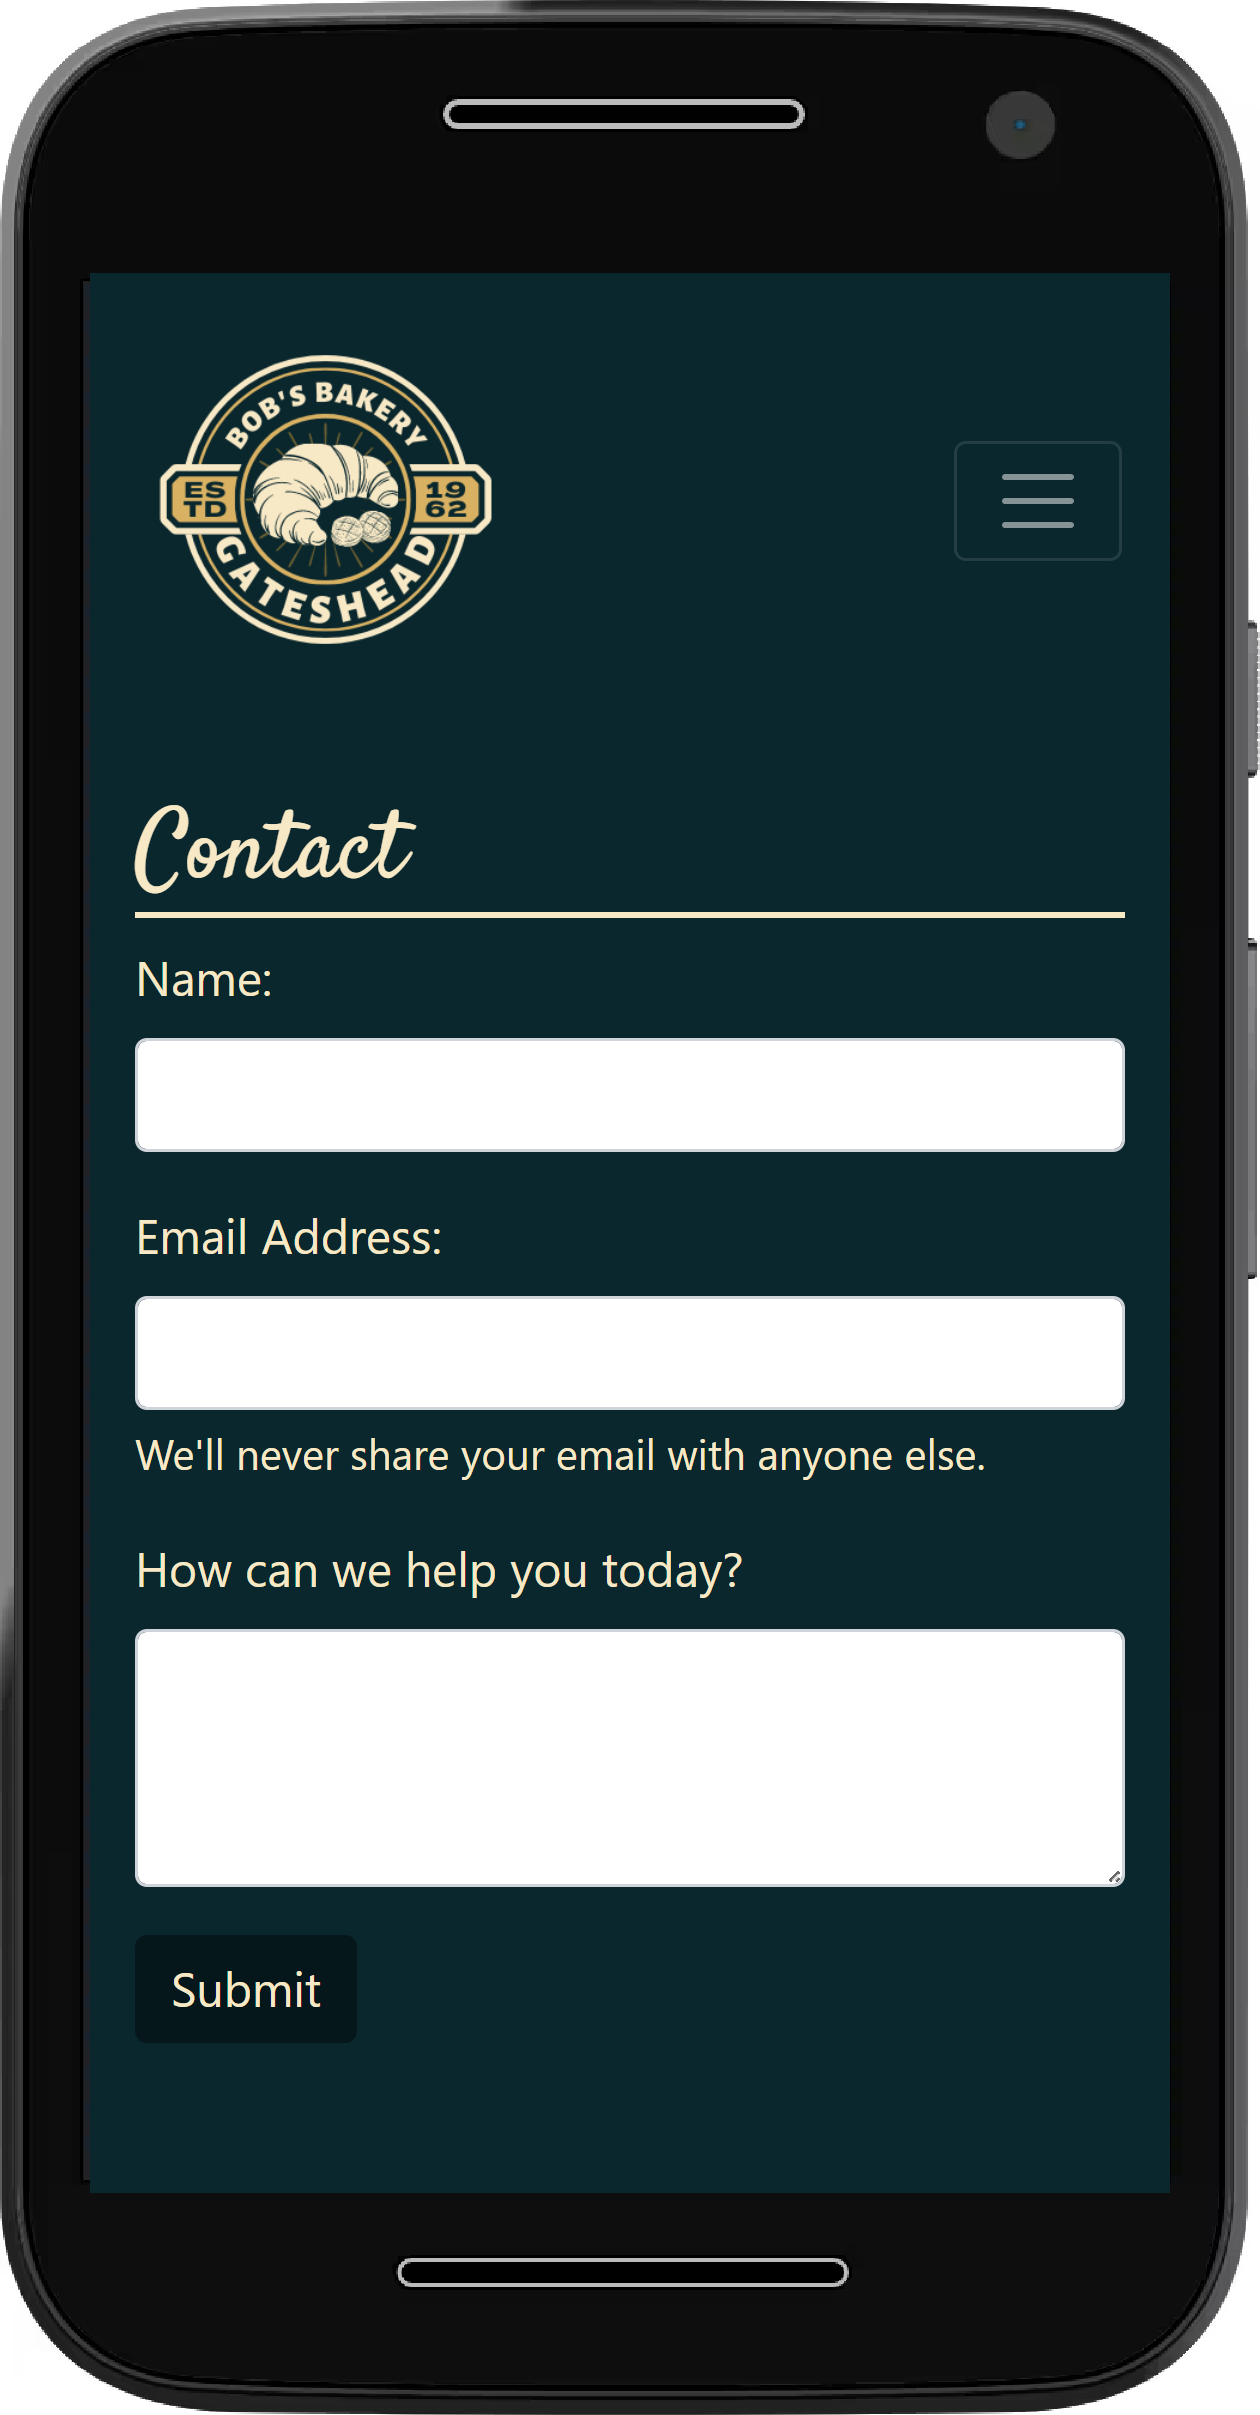 BOB'S BAKERY
ES
TD
19
62
GATESHEAD
Contact
Name:
Email Address:
We'll never share your email with anyone else.
How can we help you today?
Submit